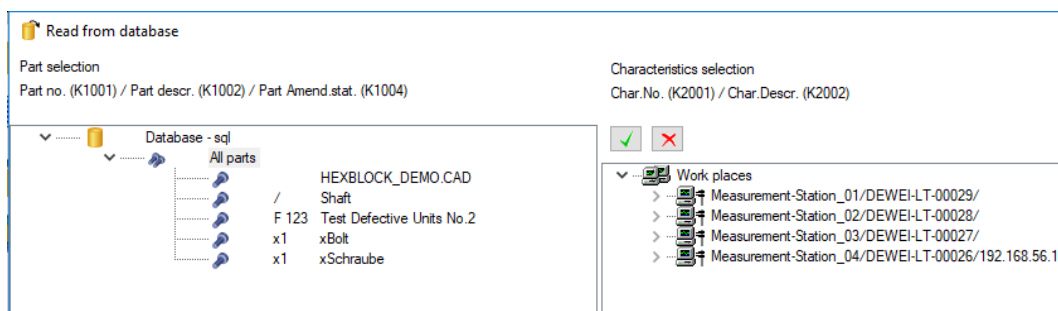 Read from database
Part selection
Part no. (K1001) / Part descr. (K1002) / Part Amend.stat. (K1004)
Database - sql
All parts
HEXBLOCK_DEMO.CAD
/ Shaft
F 123 Test Defective Units No.2
x1 xBolt
x1 xSchraube
Characteristics selection
Char.No. (K2001) / Char.Descr. (K2002)
Work places
Measurement-Station_01/DEWEI-LT-00029/
Measurement-Station_02/DEWEI-LT-00028/
Measurement-Station_03/DEWEI-LT-00027/
Measurement-Station_04/DEWEI-LT-00026/192.168.56.1